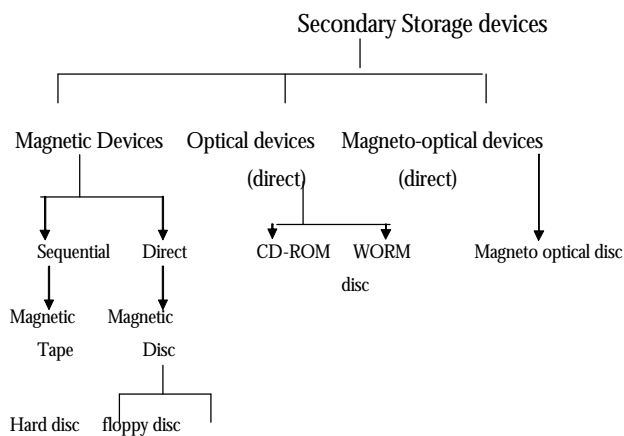 Secondary Storage devices
Magnetic Devices Optical devices Magneto-optical devices
(direct) (direct)
Sequential Direct CD-ROM WORM Magneto optical disc
disc
Magnetic Magnetic
Tape Disc
Hard disc floppy disc